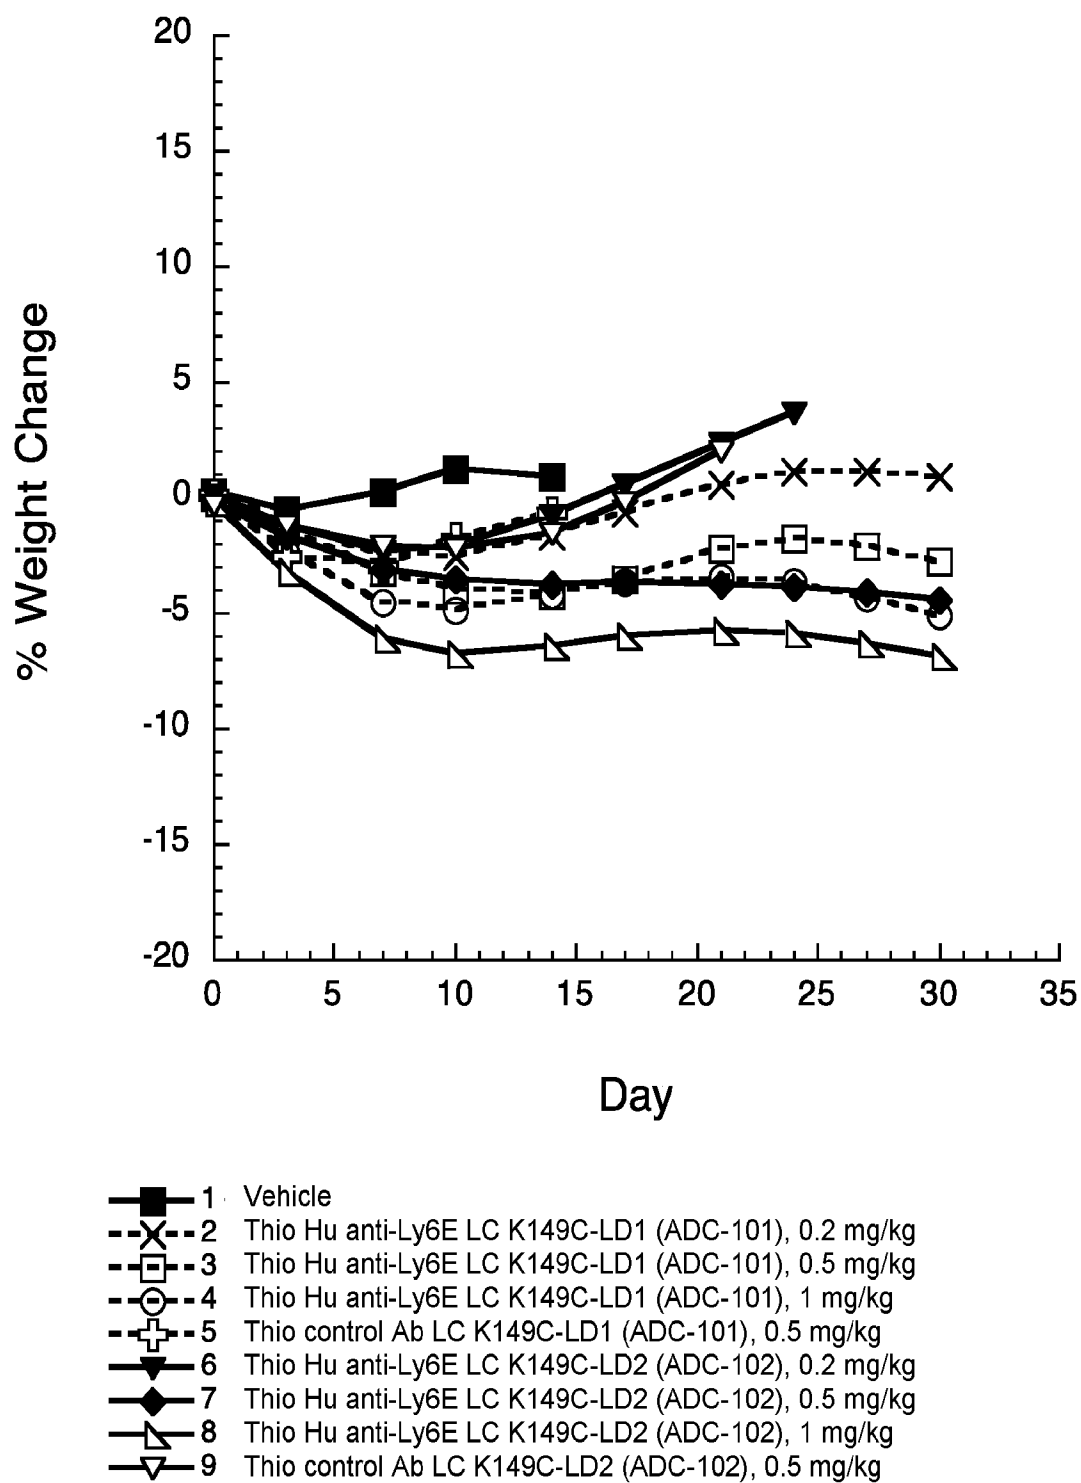 20
15
10
5
0
-5
-10
-15
-20
% Weight Change
0 5 10 15 20 25 30 35
Day
1 Vehicle
2 Thio Hu anti-Ly6E LC K149C-LD1 (ADC-101), 0.2 mg/kg
3 Thio Hu anti-Ly6E LC K149C-LD1 (ADC-101), 0.5 mg/kg
4 Thio Hu anti-Ly6E LC K149C-LD1 (ADC-101), 1 mg/kg
5 Thio control Ab LC K149C-LD1 (ADC-101), 0.5 mg/kg
6 Thio Hu anti-Ly6E LC K149C-LD2 (ADC-102), 0.2 mg/kg
7 Thio Hu anti-Ly6E LC K149C-LD2 (ADC-102), 0.5 mg/kg
8 Thio Hu anti-Ly6E LC K149C-LD2 (ADC-102), 1 mg/kg
9 Thio control Ab LC K149C-LD2 (ADC-102), 0.5 mg/kg